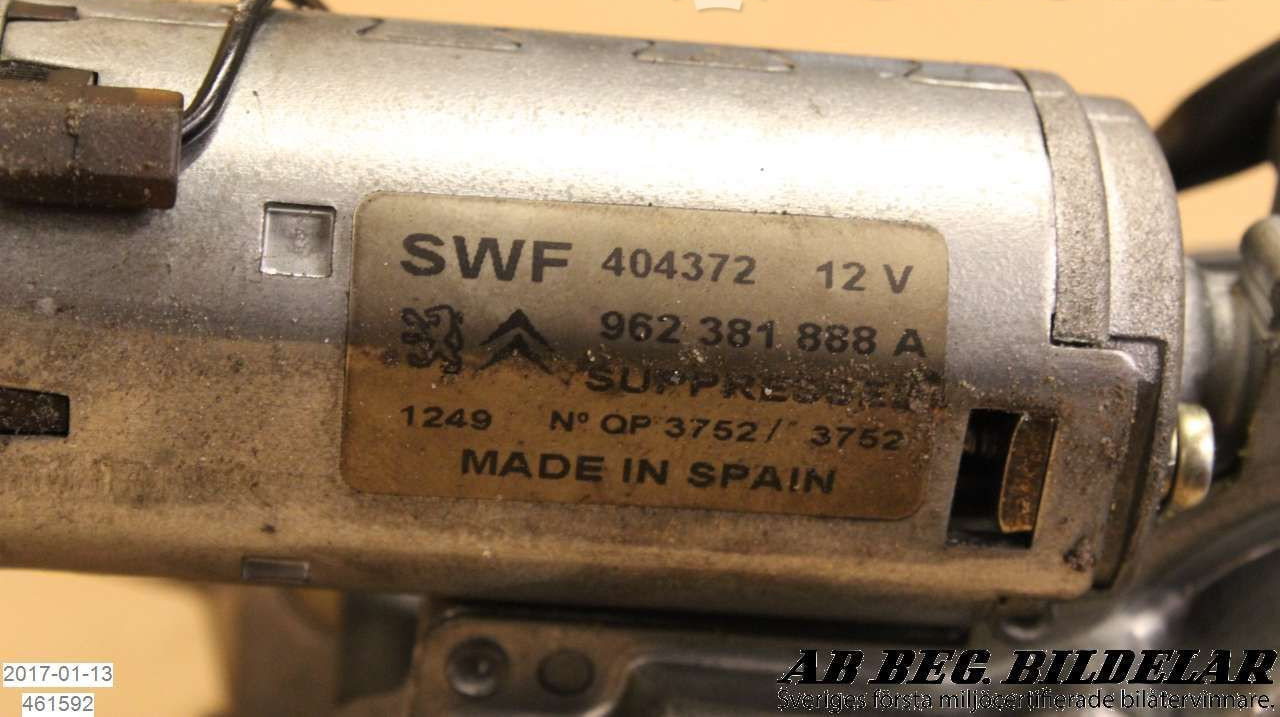 SWF 404372 12 V
962 381 888 A
SUPPRESSED
1249 Nº QP 3752 / 3752
MADE IN SPAIN
2017-01-13
461592
AB BEG. BILDELAR
Sveriges första miljöcertifierade bilåtervinnare.